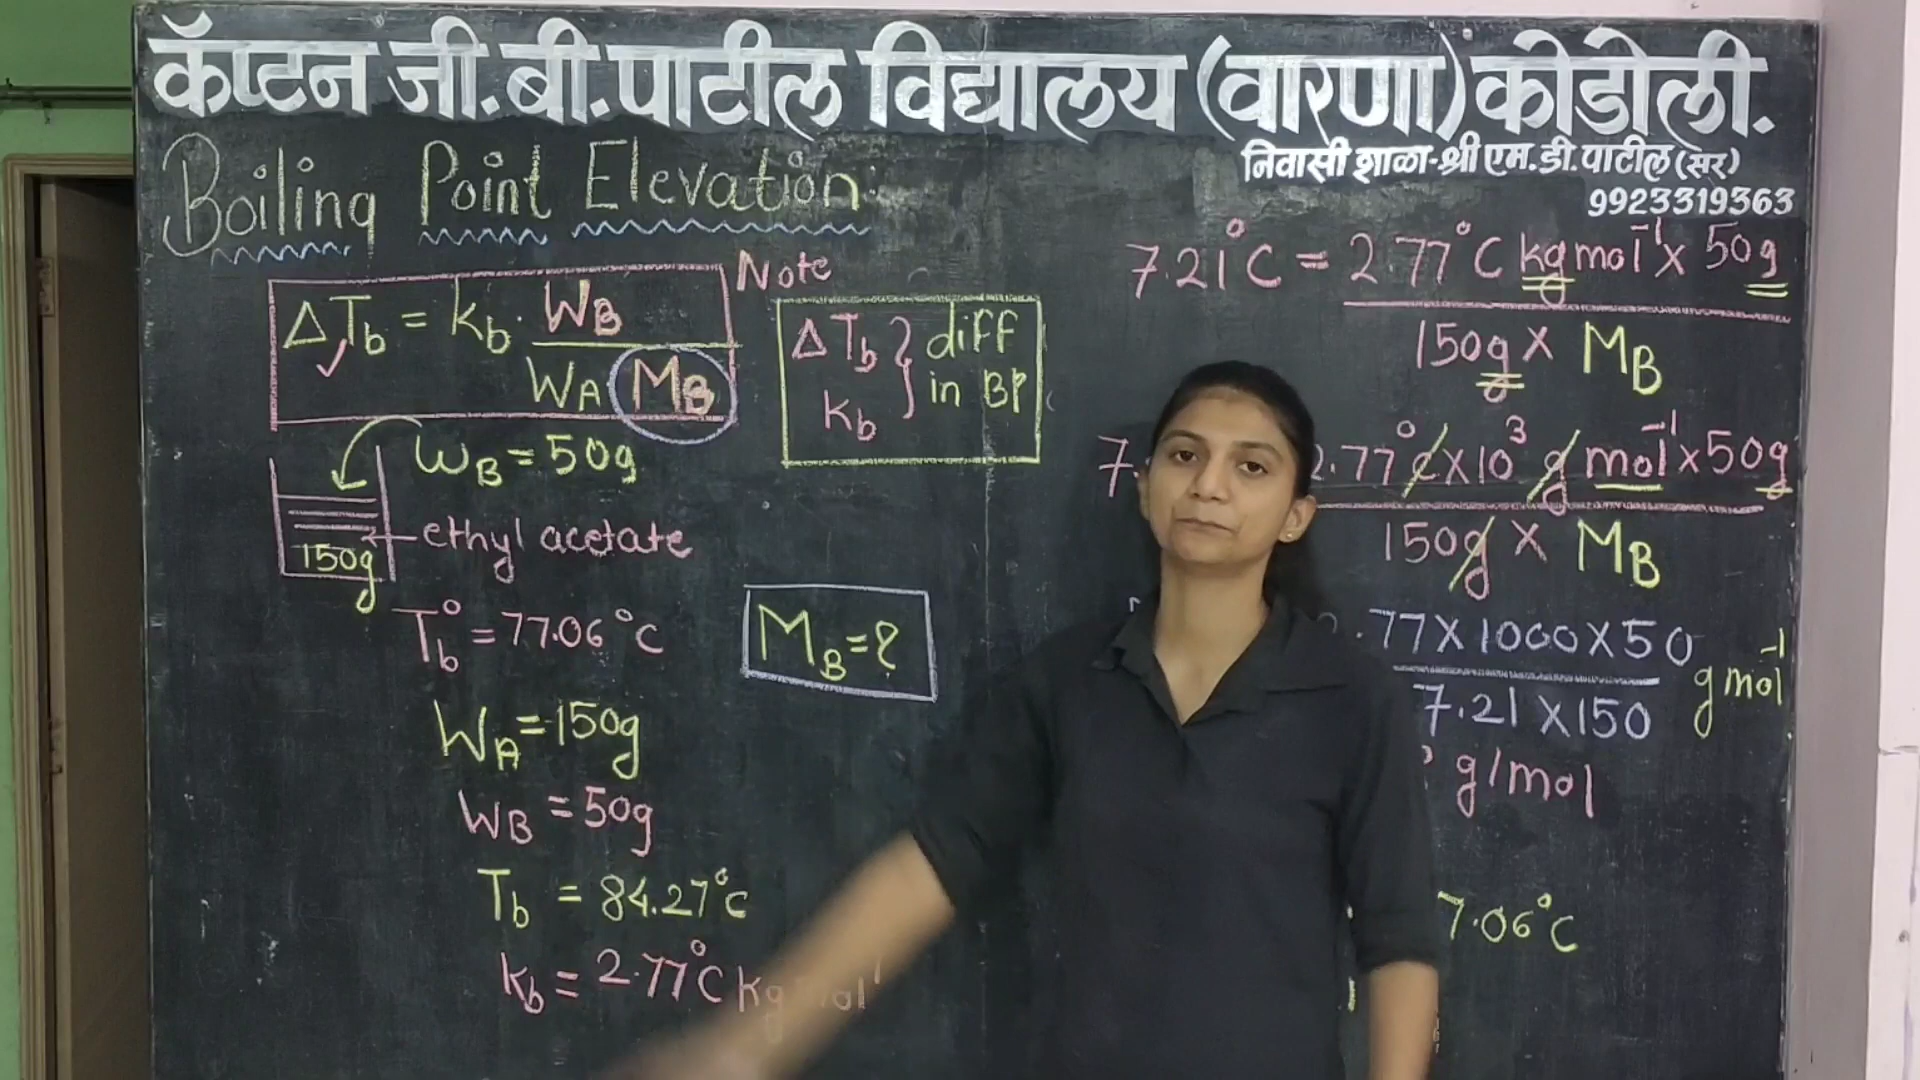 कॅप्टन जी.बी.पाटील विद्यालय (वारणा) कोडोली.
निवासी शाळा-श्री एम.डी.पाटील (सर)
9923319363
Boiling Point Elevation
Note
ΔTb = Kb. WB
WA MB
ΔTb } diff
Kb } in BP
WB = 50g
ethyl acetate
150g
Tb° = 77.06°C
WA = 150g
WB = 50g
Tb = 84.27°C
Kb = 2.77°C kg mol⁻¹
MB = ?
7.21°C = 2.77°C kg mol⁻¹ x 50g
150g x MB
7. 2.77°C x 10³ g mol⁻¹ x 50g
150g x MB
.77 X 1000 X 50
7.21 X 150
g mol⁻¹
g/mol
7.06°C